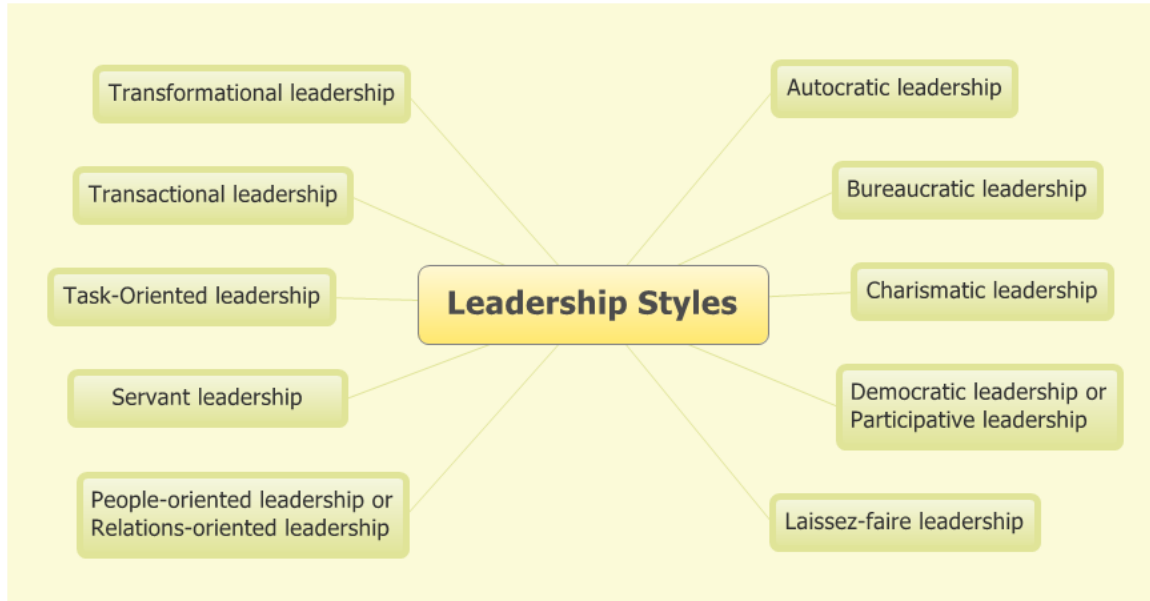 Transformational leadership
Autocratic leadership
Transactional leadership
Bureaucratic leadership
Task-Oriented leadership
Leadership Styles
Charismatic leadership
Servant leadership
Democratic leadership or
Participative leadership
People-oriented leadership or
Relations-oriented leadership
Laissez-faire leadership